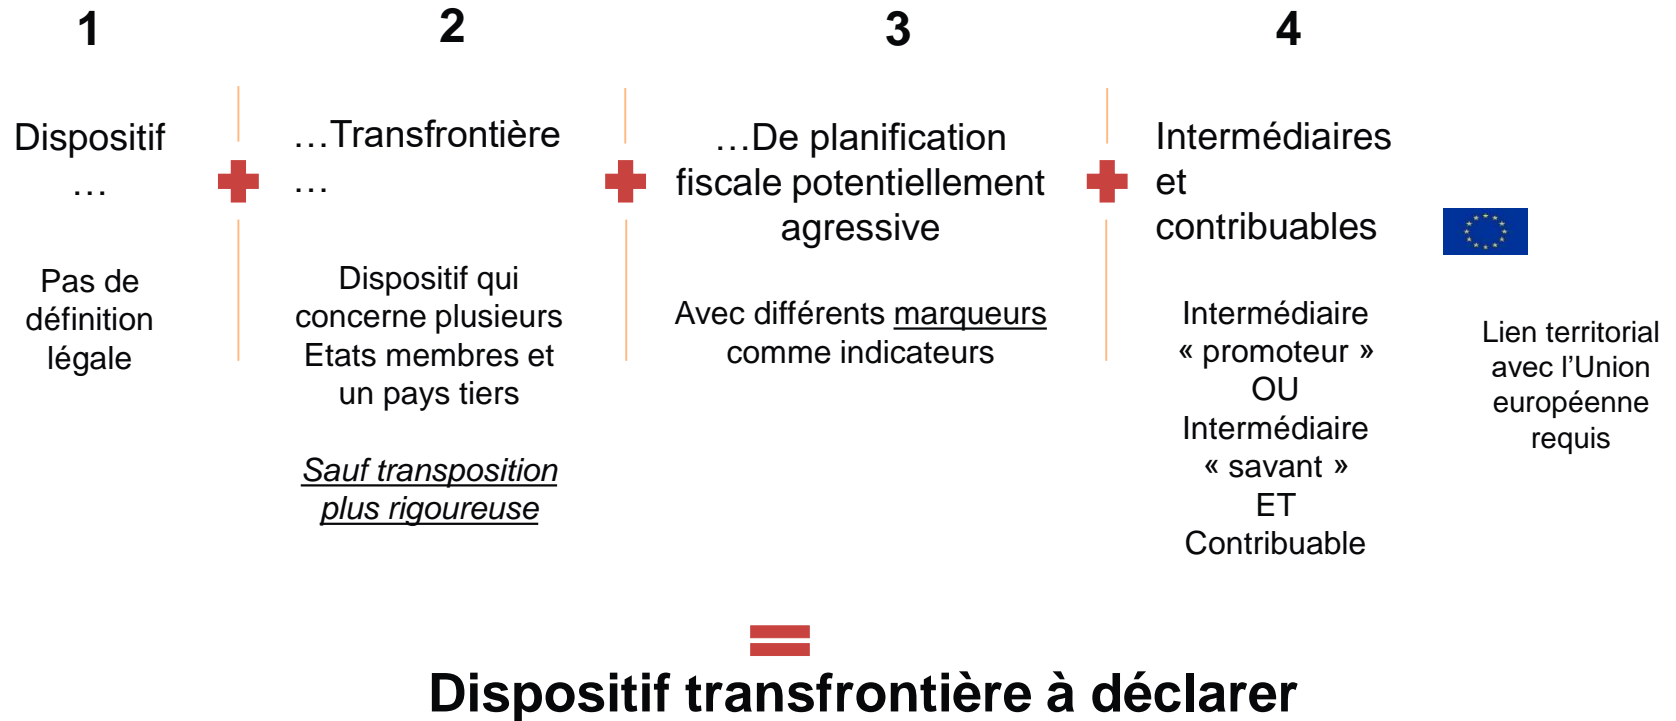 1
Dispositif
…
Pas de
définition
légale
2
…Transfrontière
…
Dispositif qui
concerne plusieurs
Etats membres et
un pays tiers
Sauf transposition
plus rigoureuse
3
…De planification
fiscale potentiellement
agressive
Avec différents marqueurs
comme indicateurs
4
Intermédiaires
et
contribuables
Intermédiaire
« promoteur »
OU
Intermédiaire
« savant »
ET
Contribuable
Lien territorial
avec l’Union
européenne
requis
Dispositif transfrontière à déclarer